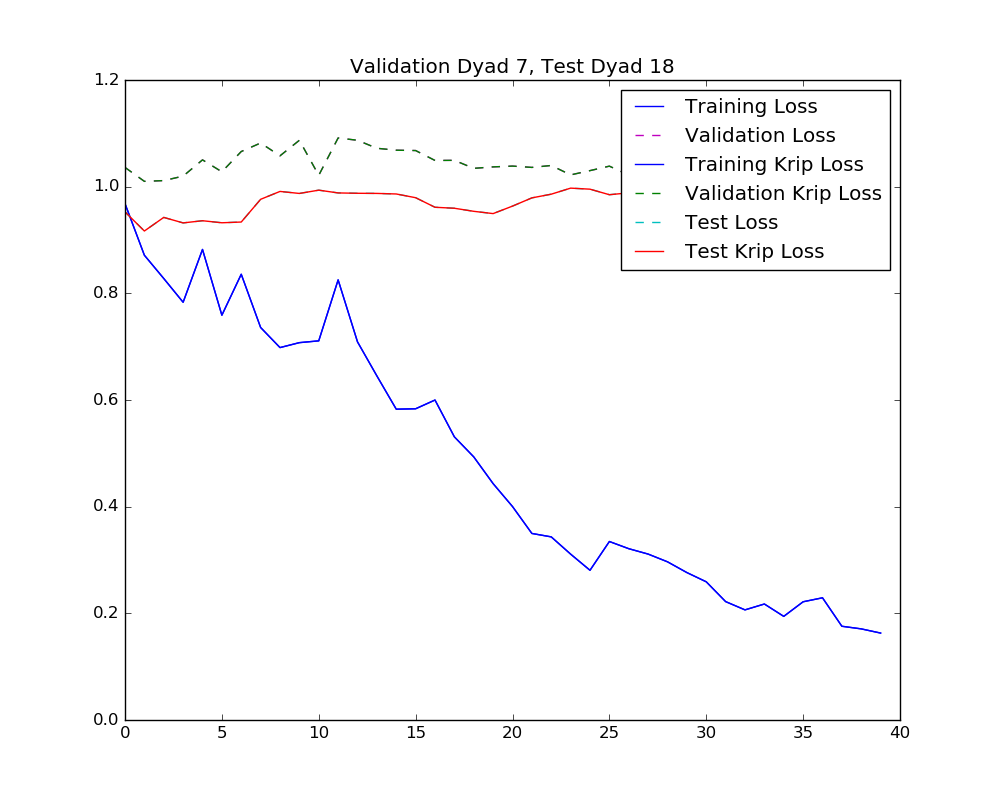 Validation Dyad 7, Test Dyad 18
1.2
1.0
0.8
0.6
0.4
0.2
0.0
Training Loss
Validation Loss
Training Krip Loss
Validation Krip Loss
Test Loss
Test Krip Loss
0 5 10 15 20 25 30 35 40